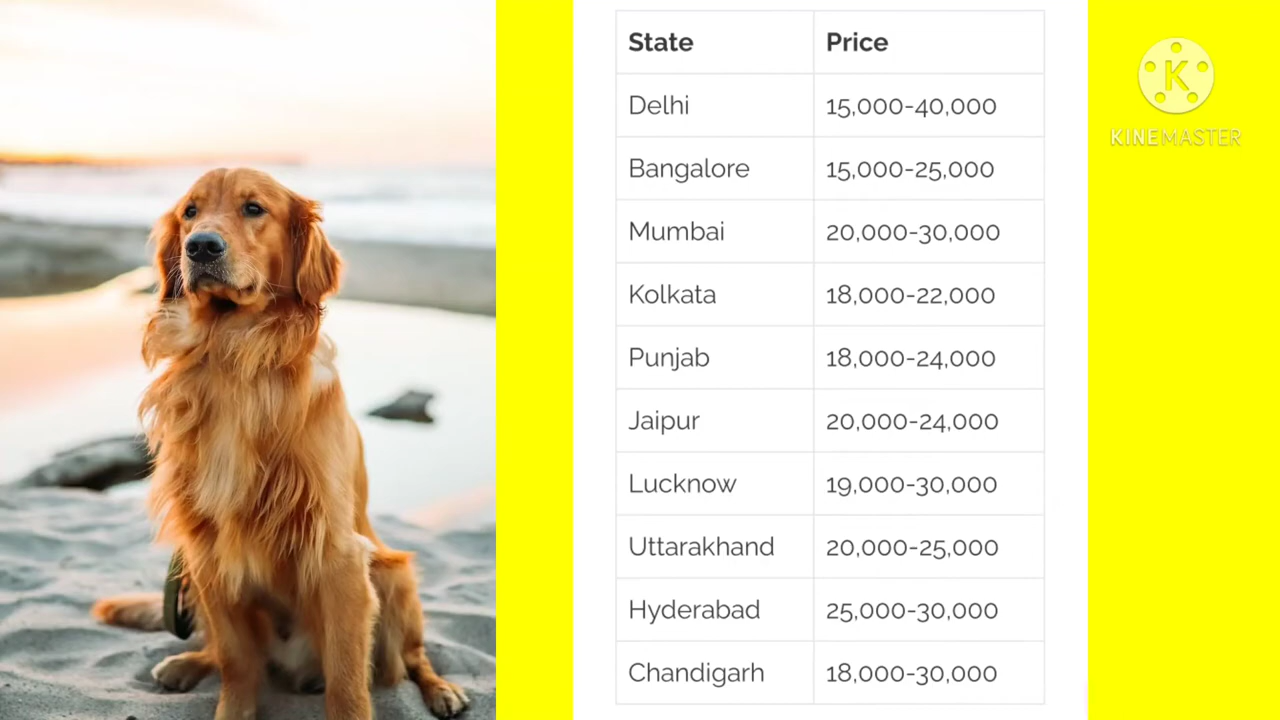 State Price
Delhi 15,000-40,000
Bangalore 15,000-25,000
Mumbai 20,000-30,000
Kolkata 18,000-22,000
Punjab 18,000-24,000
Jaipur 20,000-24,000
Lucknow 19,000-30,000
Uttarakhand 20,000-25,000
Hyderabad 25,000-30,000
Chandigarh 18,000-30,000
K
KINEMASTER